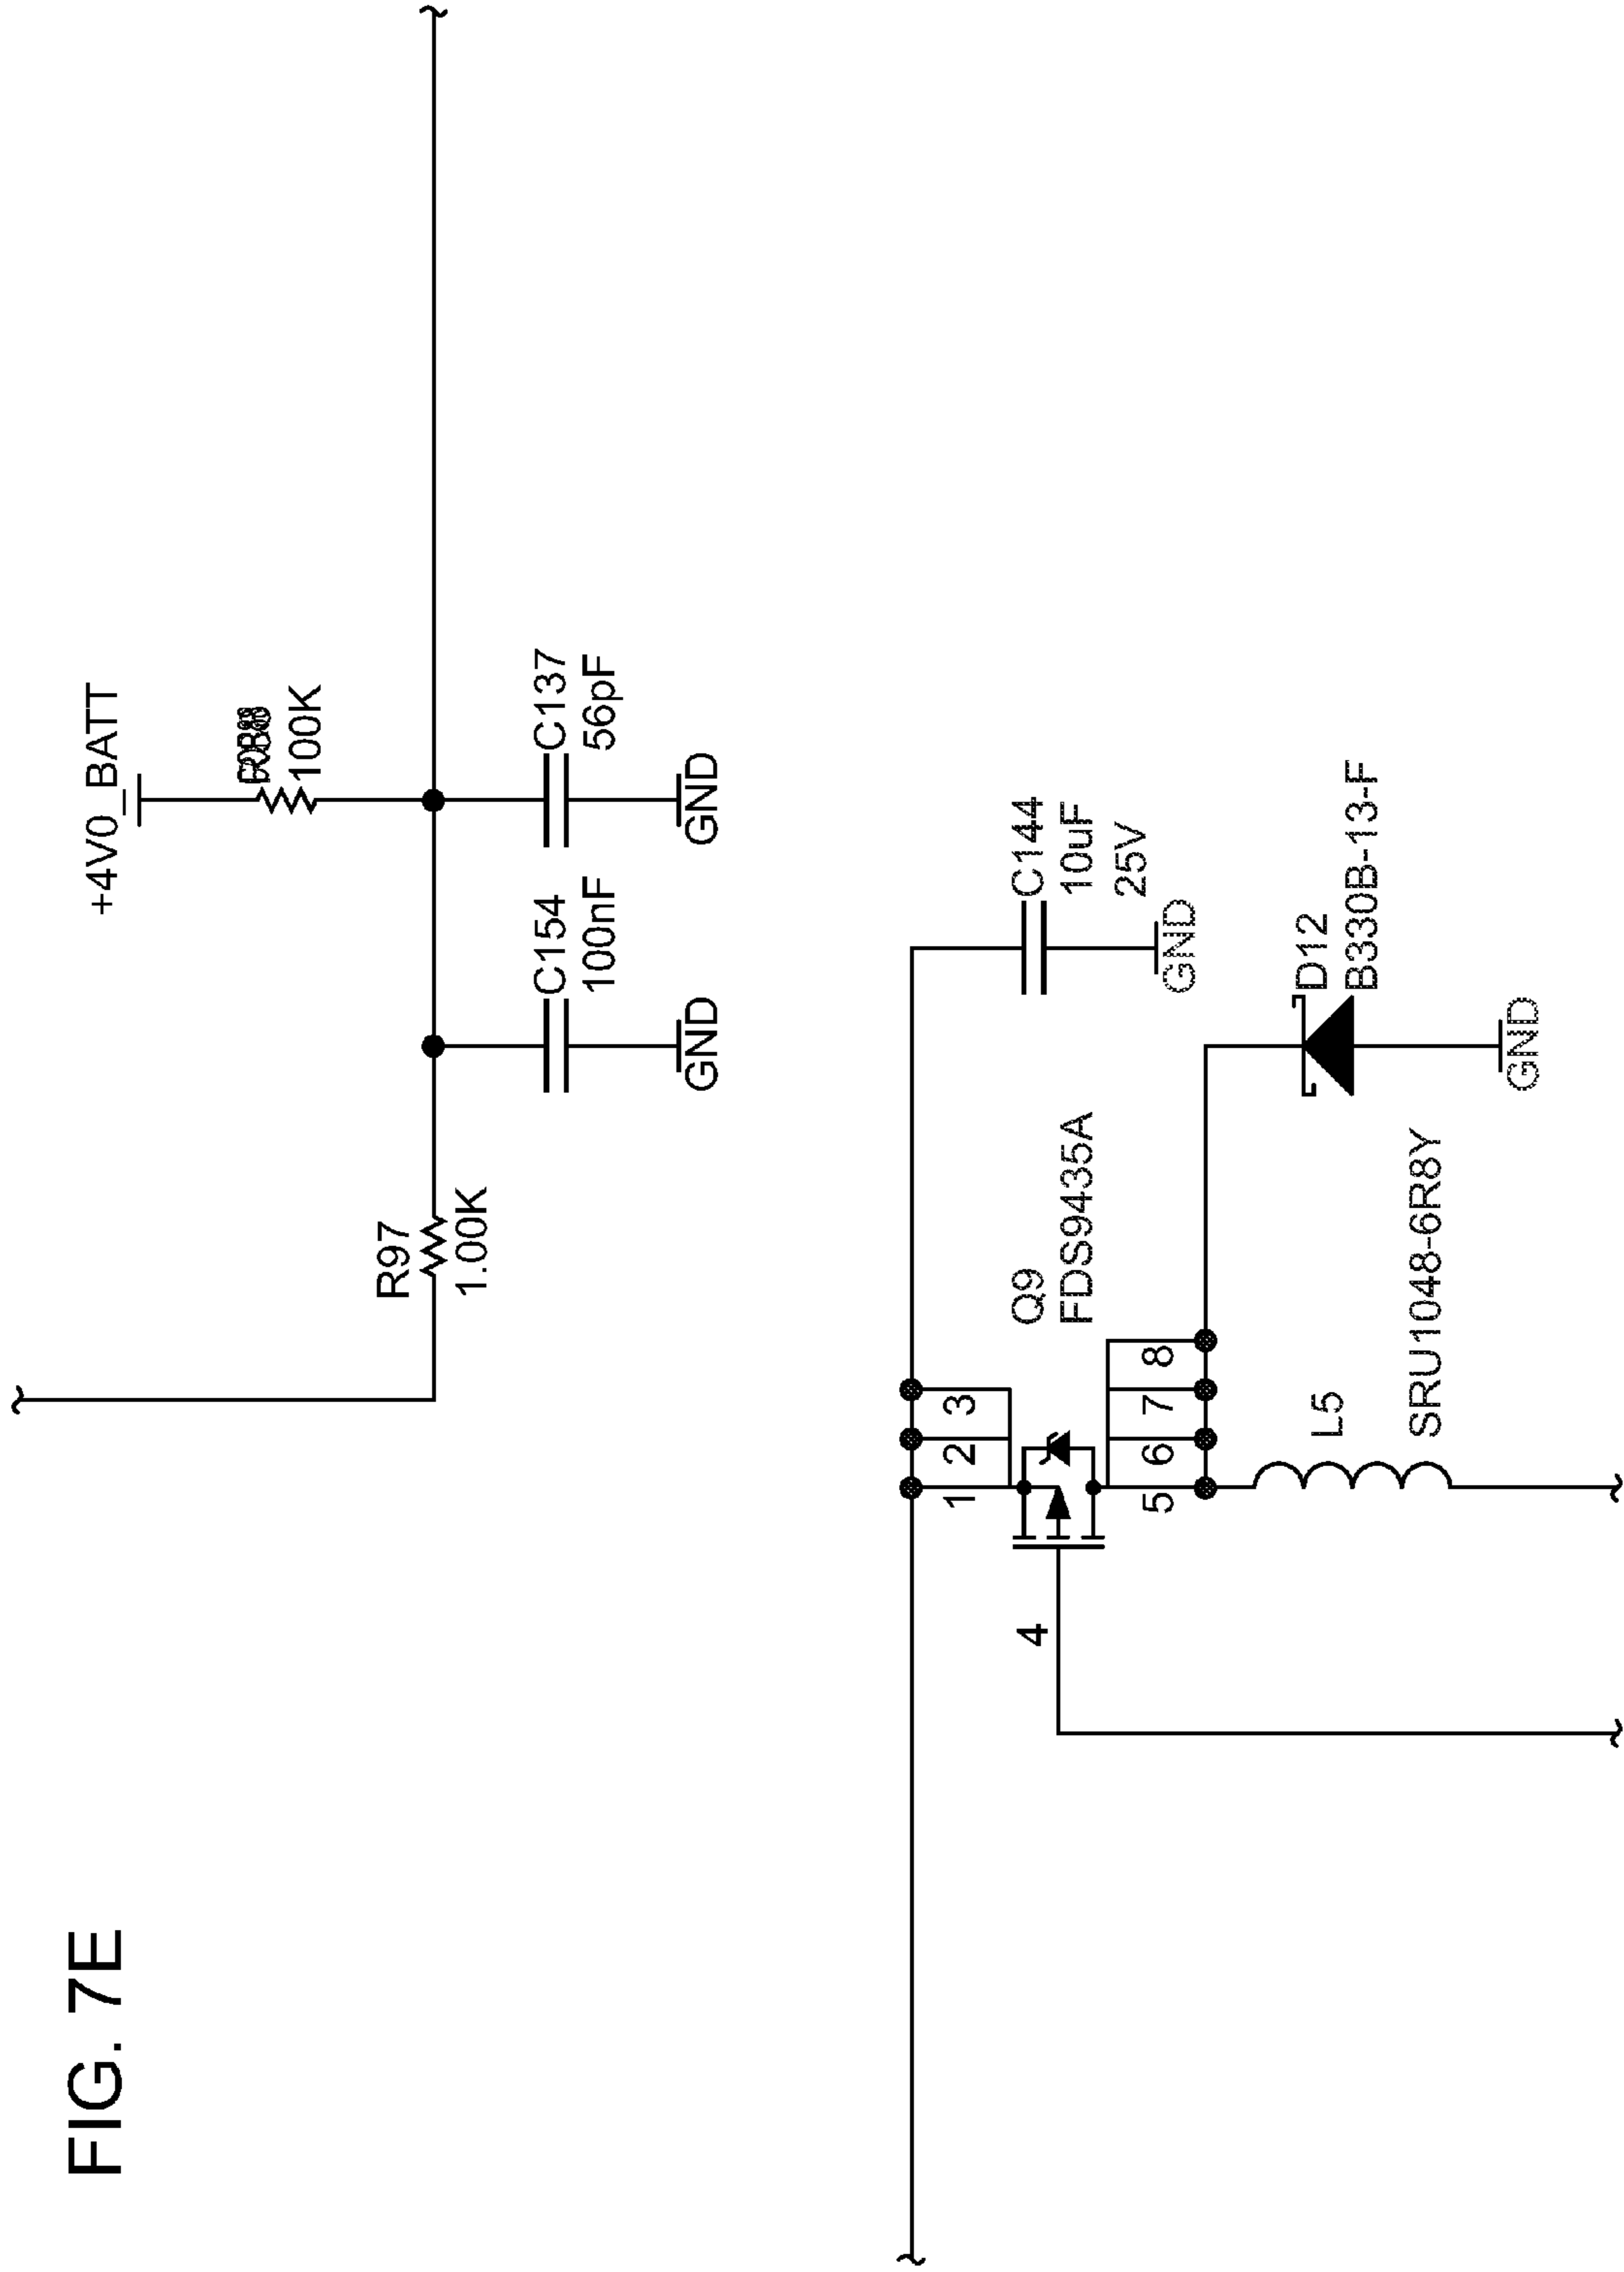 FIG. 7E
+4V0_BATT
100K
R97
1.00K
C154
100nF
GND
C137
56pF
GND
Q9
FDS9435A
1
2
3
4
5
6
7
8
C144
10uF
25V
GND
D12
B330B-13-F
GND
L5
SRU1048-6R8Y